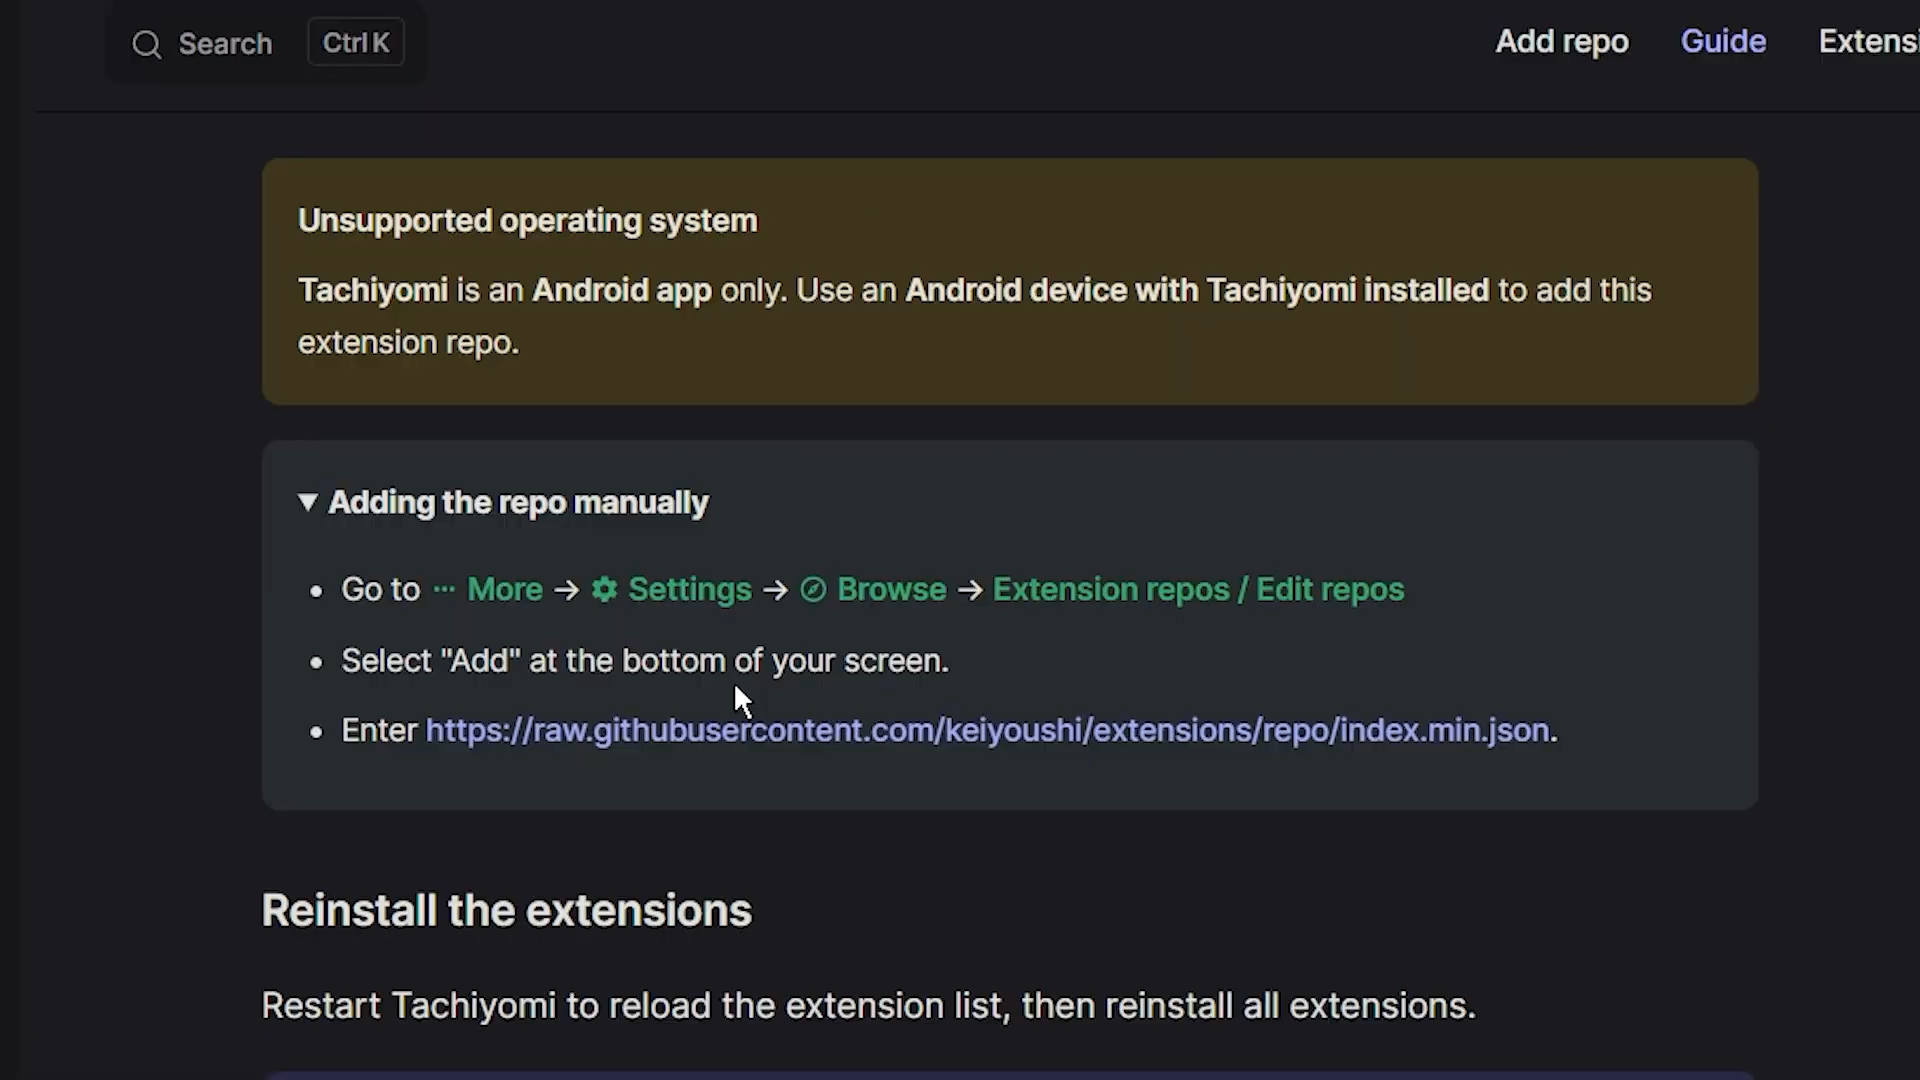 Search Ctrl K Add repo Guide Extensi
Unsupported operating system
Tachiyomi is an Android app only. Use an Android device with Tachiyomi installed to add this
extension repo.
Adding the repo manually
Go to ··· More → Settings → Browse → Extension repos / Edit repos
Select "Add" at the bottom of your screen.
Enter https://raw.githubusercontent.com/keiyoushi/extensions/repo/index.min.json.
Reinstall the extensions
Restart Tachiyomi to reload the extension list, then reinstall all extensions.